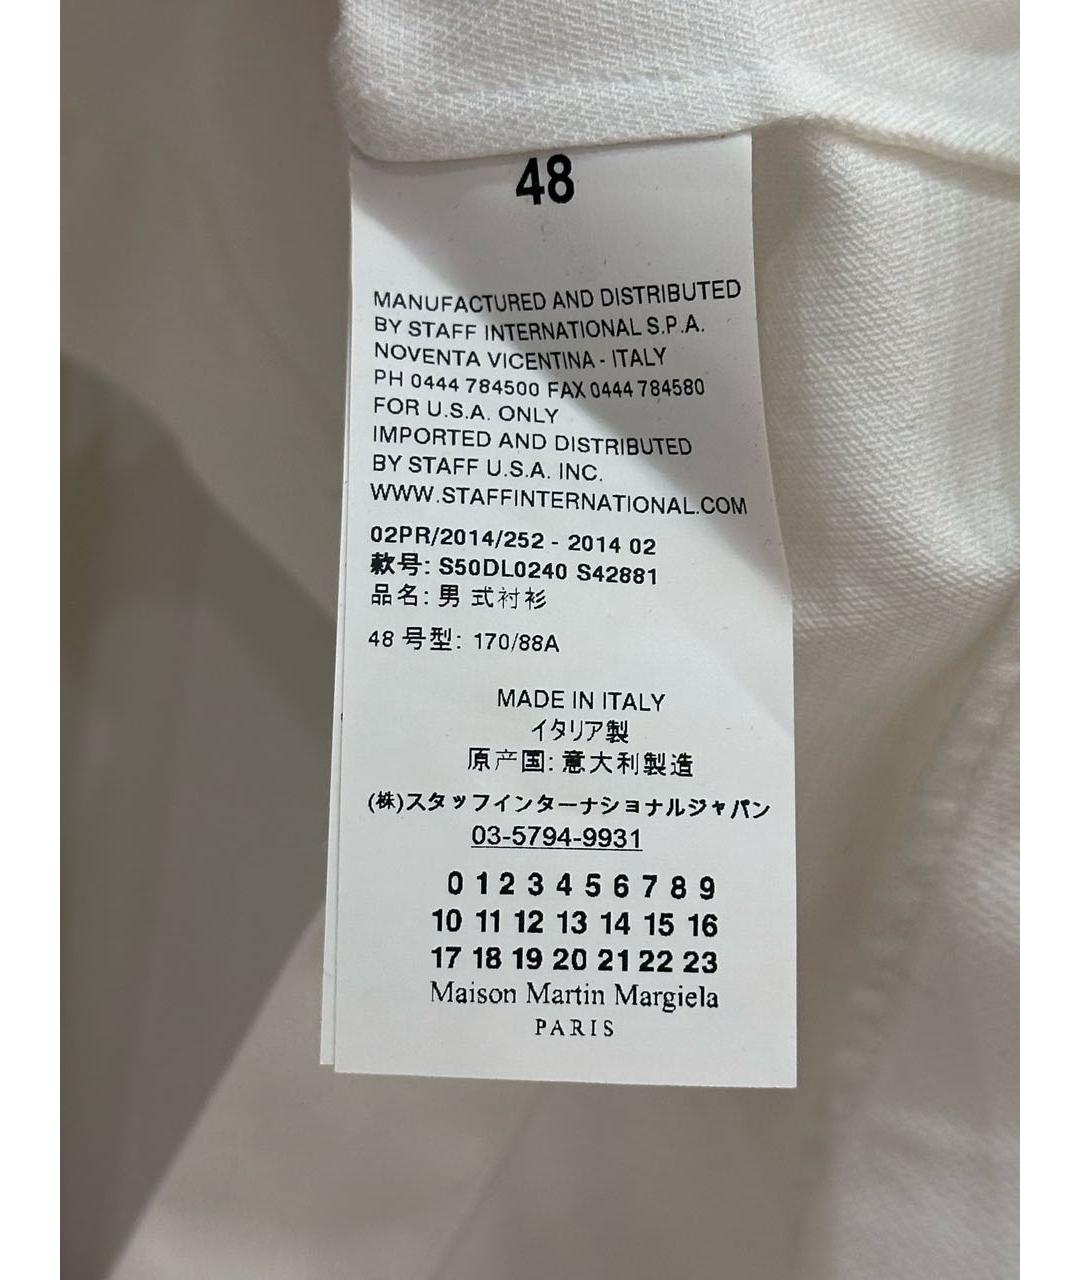 48
MANUFACTURED AND DISTRIBUTED
BY STAFF INTERNATIONAL S.P.A.
NOVENTA VICENTINA - ITALY
PH 0444 784500 FAX 0444 784580
FOR U.S.A. ONLY
IMPORTED AND DISTRIBUTED
BY STAFF U.S.A. INC.
WWW.STAFFINTERNATIONAL.COM
02PR/2014/252 - 2014 02
款号: S50DL0240 S42881
品名: 男 式衬衫
48 号型: 170/88A
MADE IN ITALY
イタリア製
原产国: 意大利製造
(株)スタッフインターナショナルジャパン
03-5794-9931
0 1 2 3 4 5 6 7 8 9
10 11 12 13 14 15 16
17 18 19 20 21 22 23
Maison Martin Margiela
PARIS